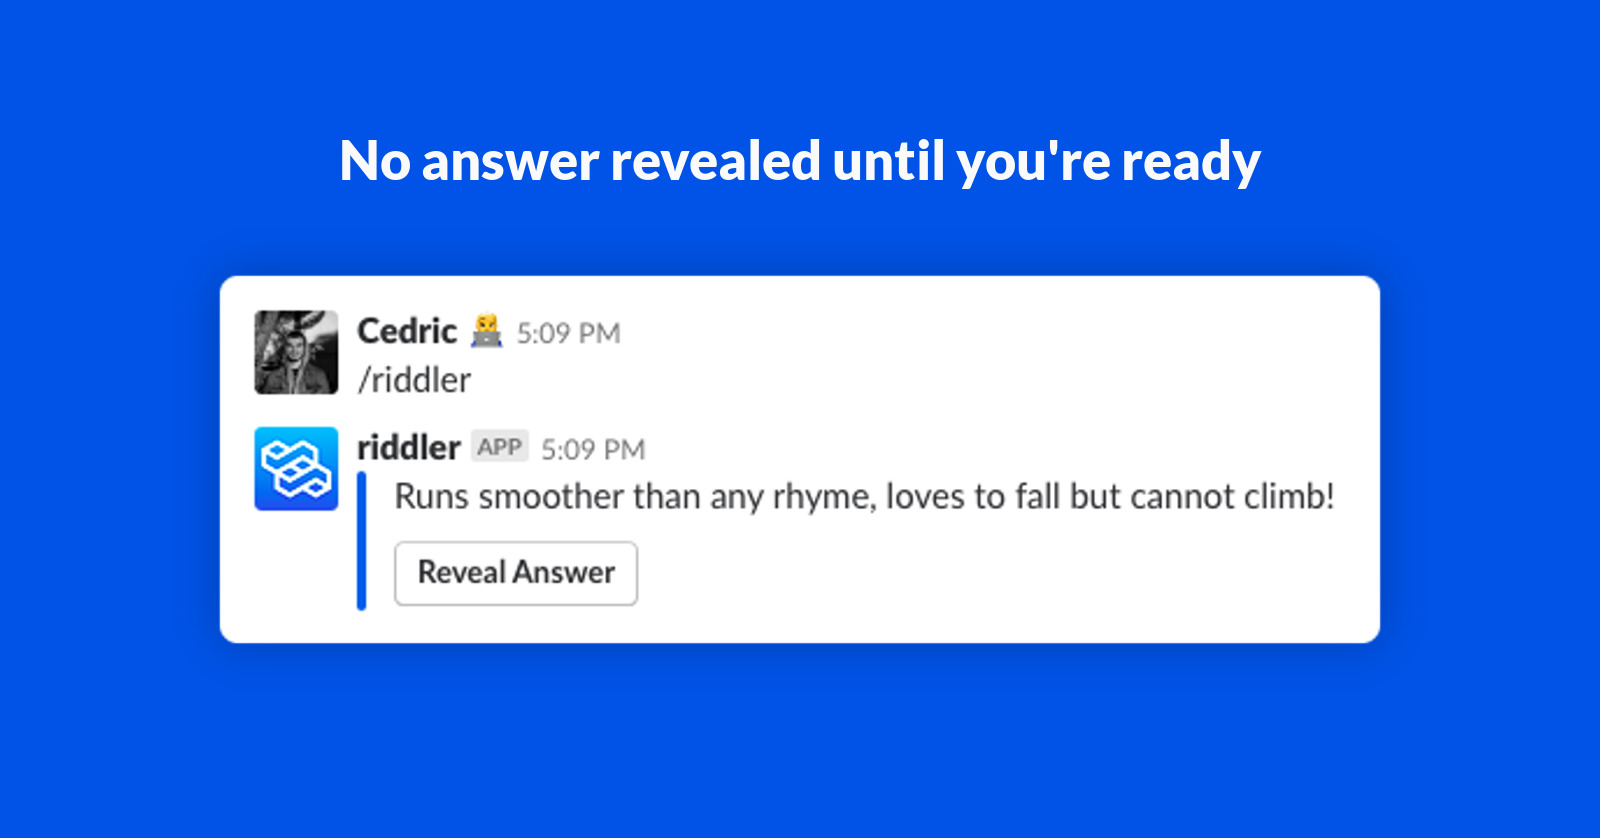 No answer revealed until you're ready
Cedric 5:09 PM
/riddler
riddler APP 5:09 PM
Runs smoother than any rhyme, loves to fall but cannot climb!
Reveal Answer